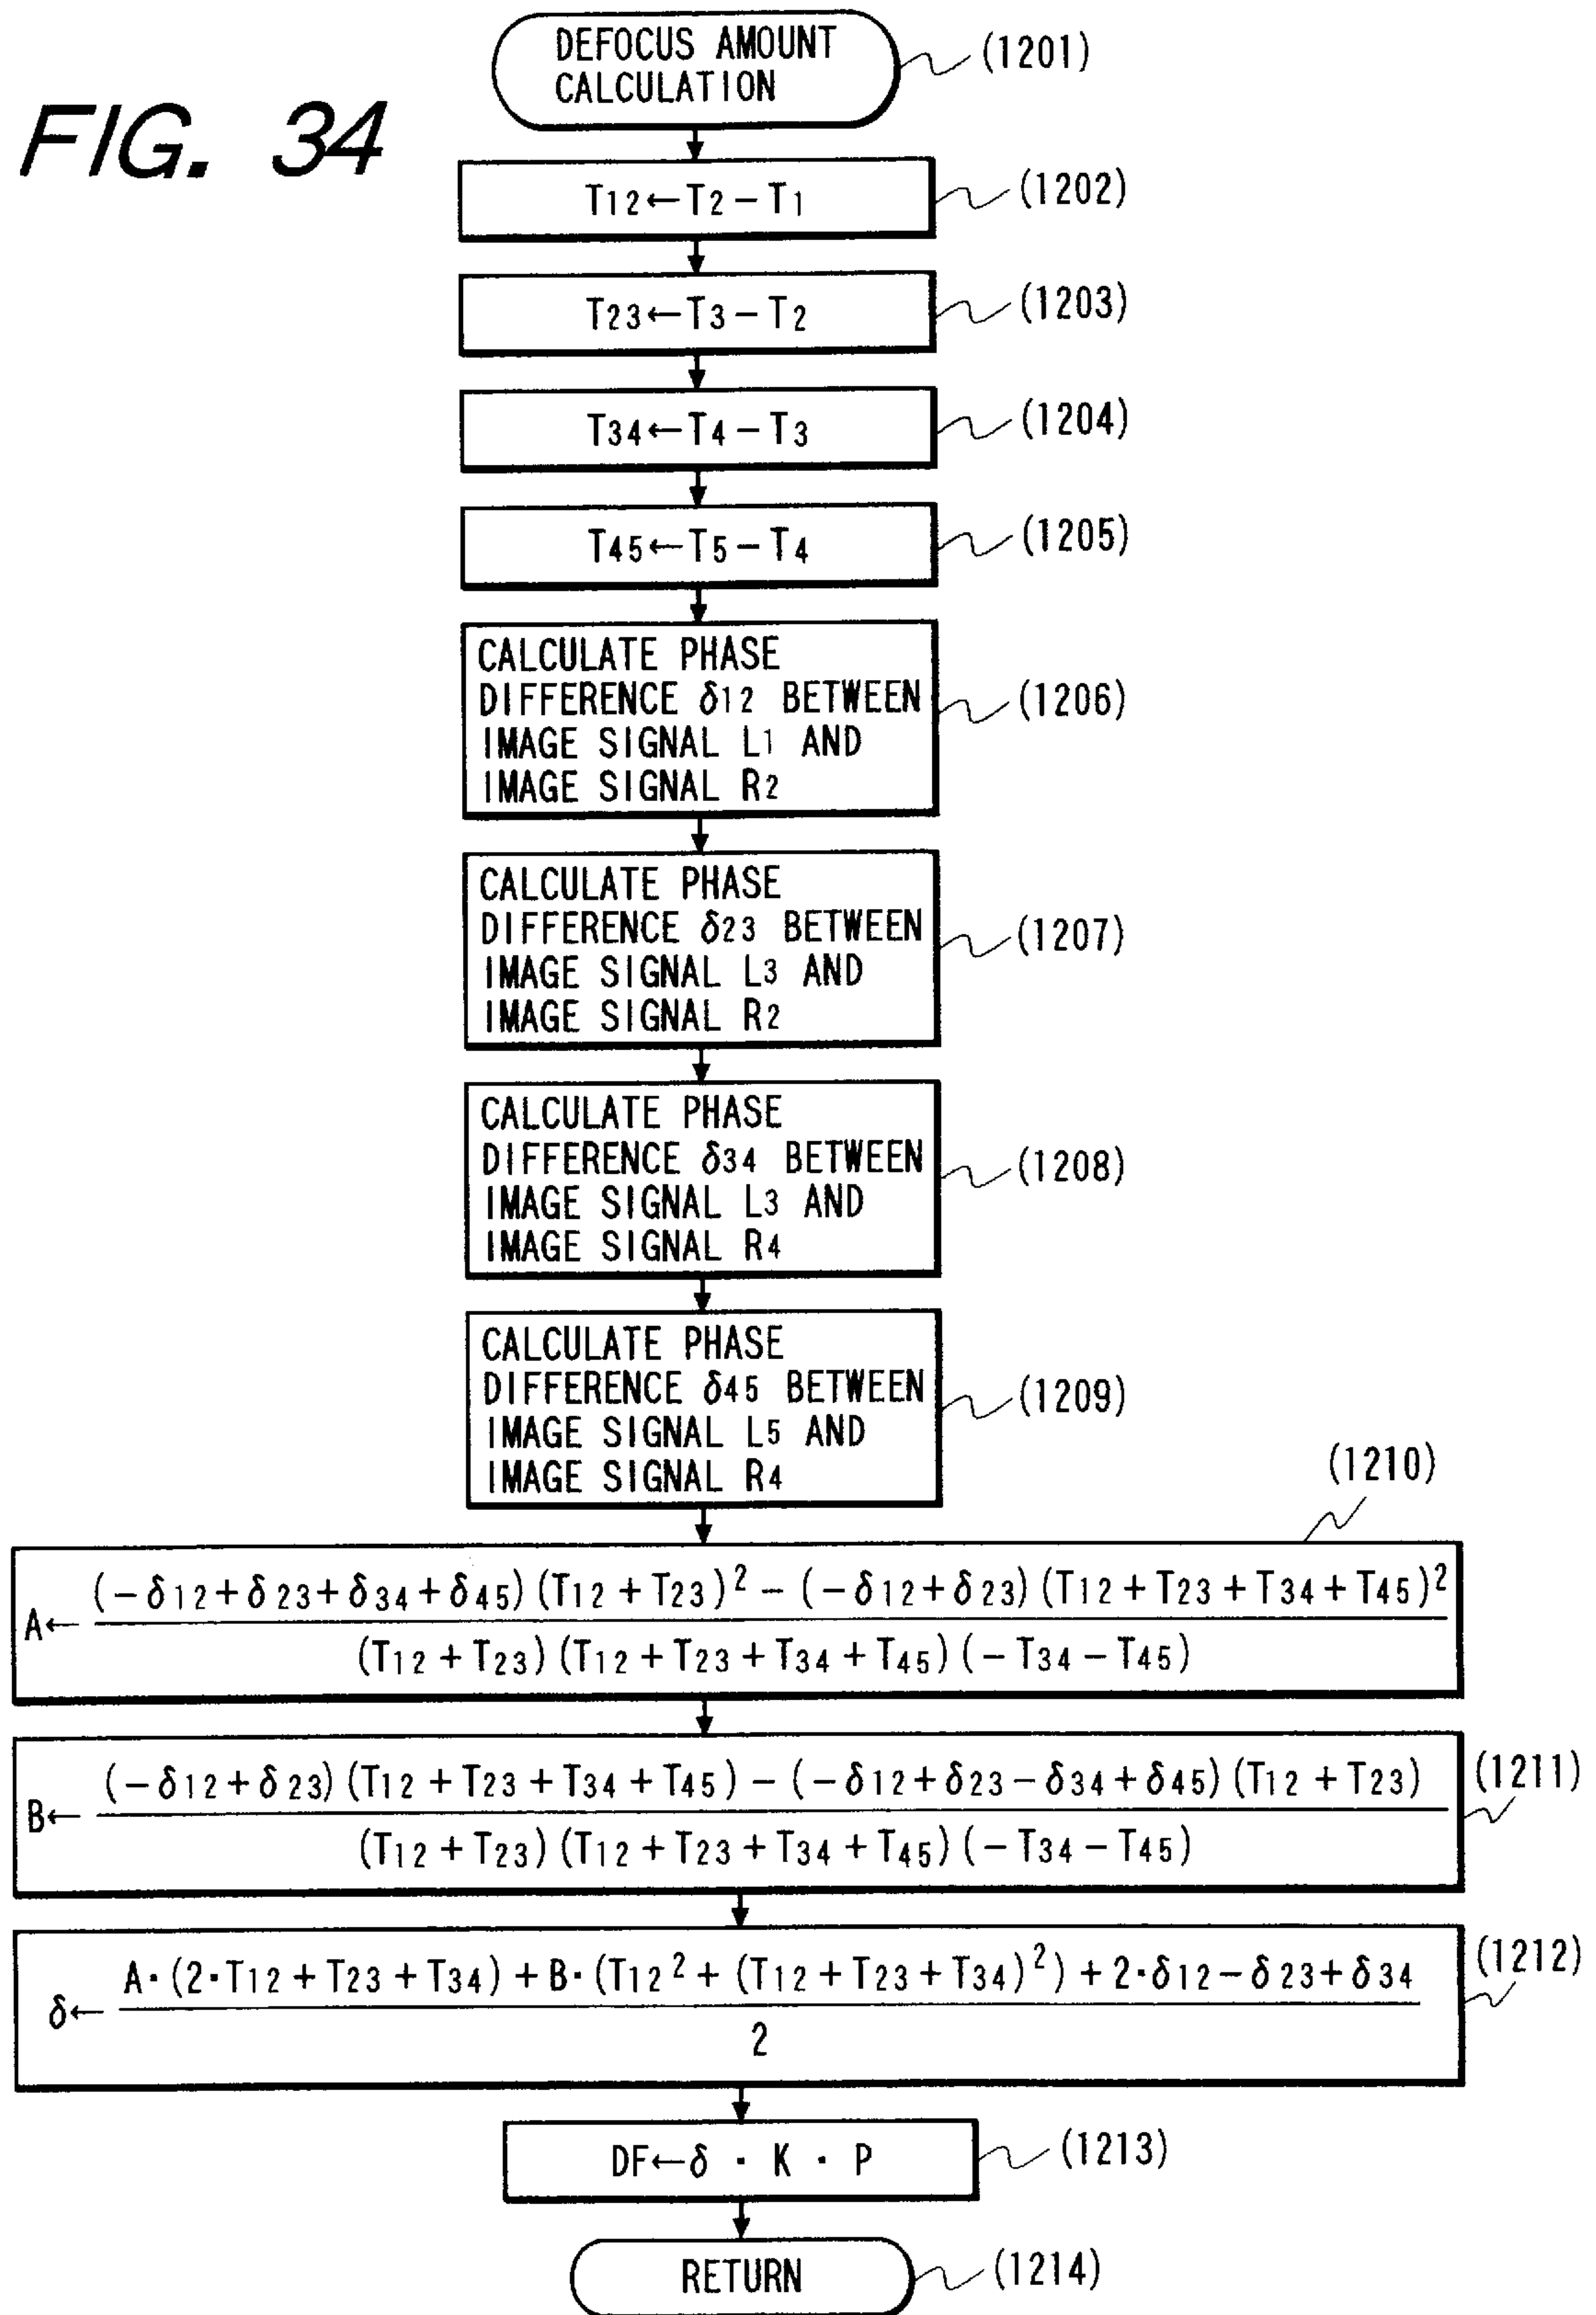 FIG. 34
DEFOCUS AMOUNT
CALCULATION
(1201)
T12←T2-T1
(1202)
T23←T3-T2
(1203)
T34←T4-T3
(1204)
T45←T5-T4
(1205)
CALCULATE PHASE
DIFFERENCE δ12 BETWEEN
IMAGE SIGNAL L1 AND
IMAGE SIGNAL R2
(1206)
CALCULATE PHASE
DIFFERENCE δ23 BETWEEN
IMAGE SIGNAL L3 AND
IMAGE SIGNAL R2
(1207)
CALCULATE PHASE
DIFFERENCE δ34 BETWEEN
IMAGE SIGNAL L3 AND
IMAGE SIGNAL R4
(1208)
CALCULATE PHASE
DIFFERENCE δ45 BETWEEN
IMAGE SIGNAL L5 AND
IMAGE SIGNAL R4
(1209)
(1210)
(-δ12+δ23+δ34+δ45)(T12+T23)²-(-δ12+δ23)(T12+T23+T34+T45)²
A←
(T12+T23)(T12+T23+T34+T45)(-T34-T45)
(-δ12+δ23)(T12+T23+T34+T45)-(-δ12+δ23-δ34+δ45)(T12+T23)
(1211)
B←
(T12+T23)(T12+T23+T34+T45)(-T34-T45)
A·(2·T12+T23+T34)+B·(T12²+(T12+T23+T34)²)+2·δ12-δ23+δ34
(1212)
δ←
2
DF←δ · K · P
(1213)
RETURN
(1214)